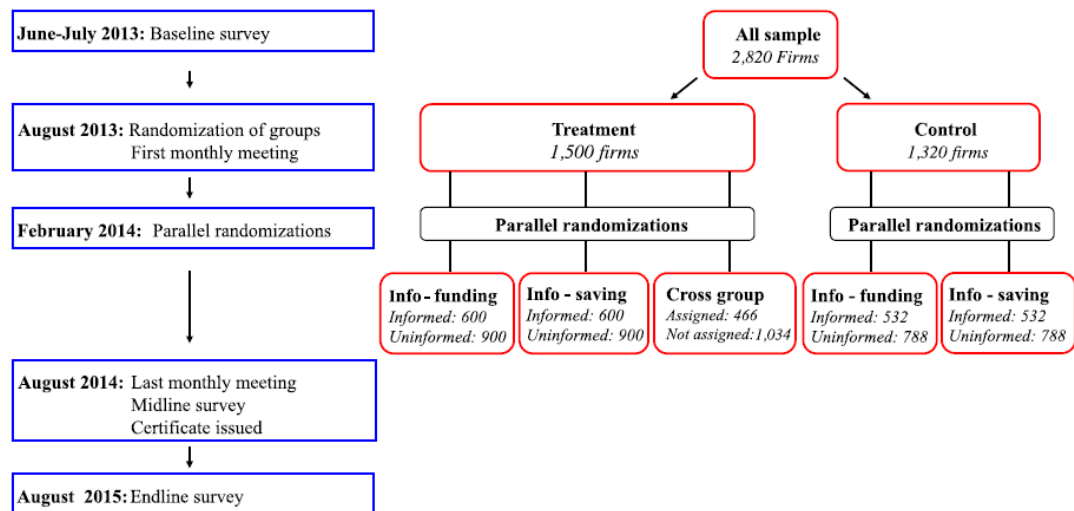 June-July 2013: Baseline survey
August 2013: Randomization of groups
First monthly meeting
February 2014: Parallel randomizations
August 2014: Last monthly meeting
Midline survey
Certificate issued
August 2015: Endline survey
All sample
2,820 Firms
Treatment
1,500 firms
Control
1,320 firms
Parallel randomizations
Parallel randomizations
Info - funding
Informed: 600
Uninformed: 900
Info - saving
Informed: 600
Uninformed: 900
Cross group
Assigned: 466
Not assigned:1,034
Info - funding
Informed: 532
Uninformed: 788
Info - saving
Informed: 532
Uninformed: 788